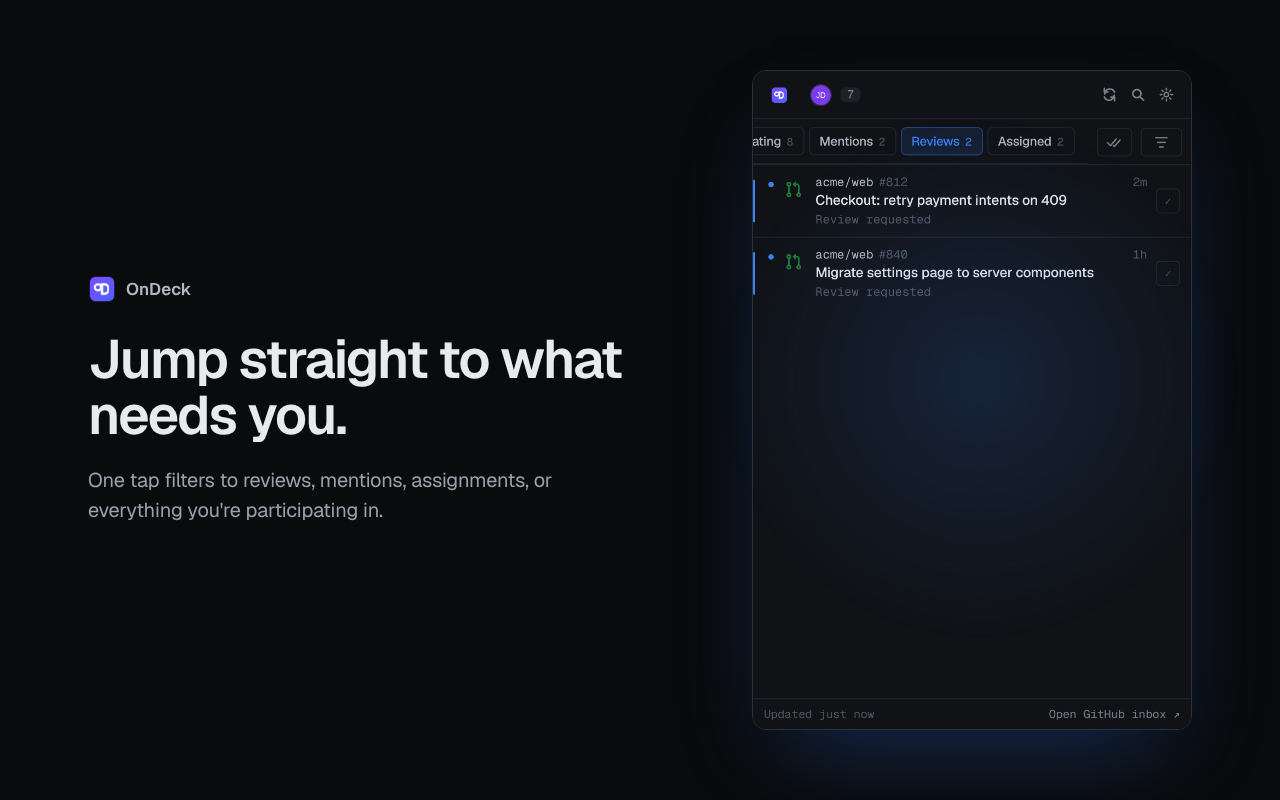 OnDeck
Jump straight to what
needs you.
One tap filters to reviews, mentions, assignments, or
everything you're participating in.
JD 7
ating 8 Mentions 2 Reviews 2 Assigned 2
acme/web #812 2m
Checkout: retry payment intents on 409
Review requested
acme/web #840 1h
Migrate settings page to server components
Review requested
Updated just now Open GitHub inbox ↗